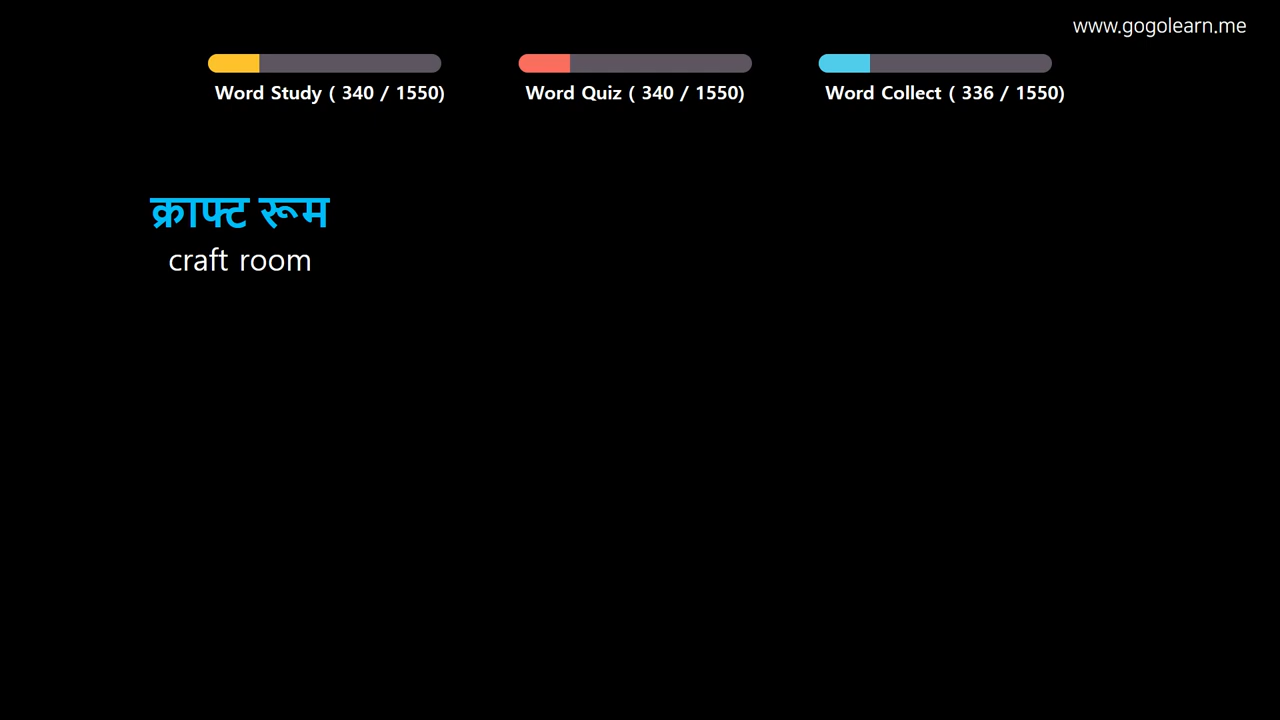 www.gogolearn.me
Word Study ( 340 / 1550)
Word Quiz ( 340 / 1550)
Word Collect ( 336 / 1550)
क्राफ्ट रूम
craft room